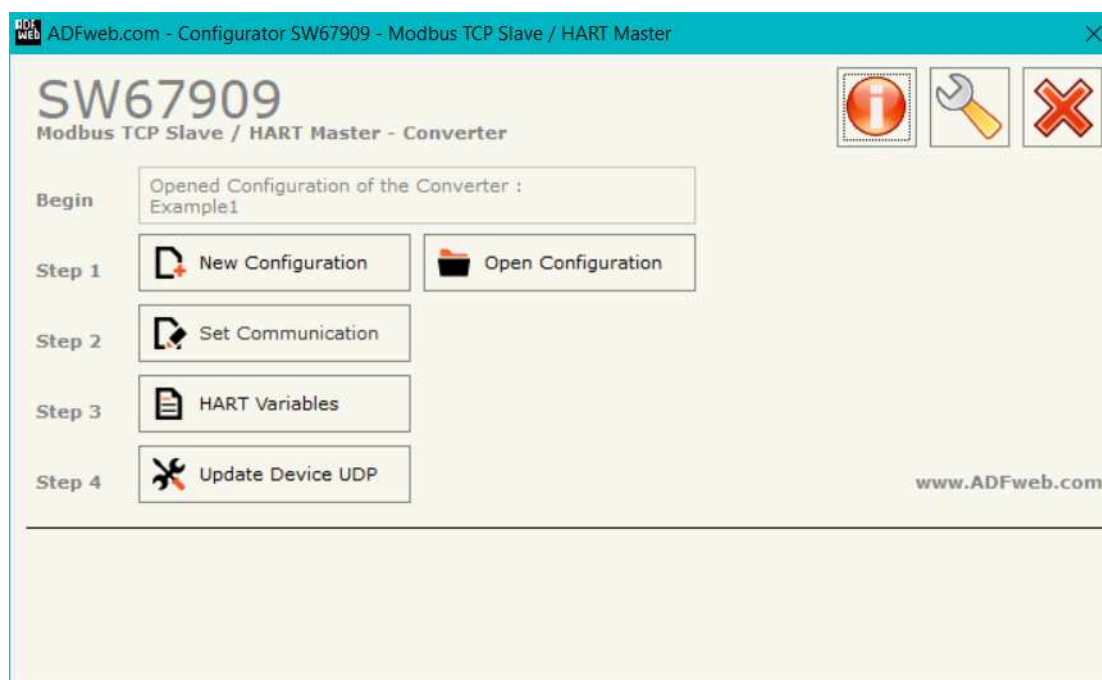 ADF WEB ADFweb.com - Configurator SW67909 - Modbus TCP Slave / HART Master
SW67909
Modbus TCP Slave / HART Master - Converter
Begin
Opened Configuration of the Converter :
Example1
Step 1 New Configuration Open Configuration
Step 2 Set Communication
Step 3 HART Variables
Step 4 Update Device UDP
www.ADFweb.com